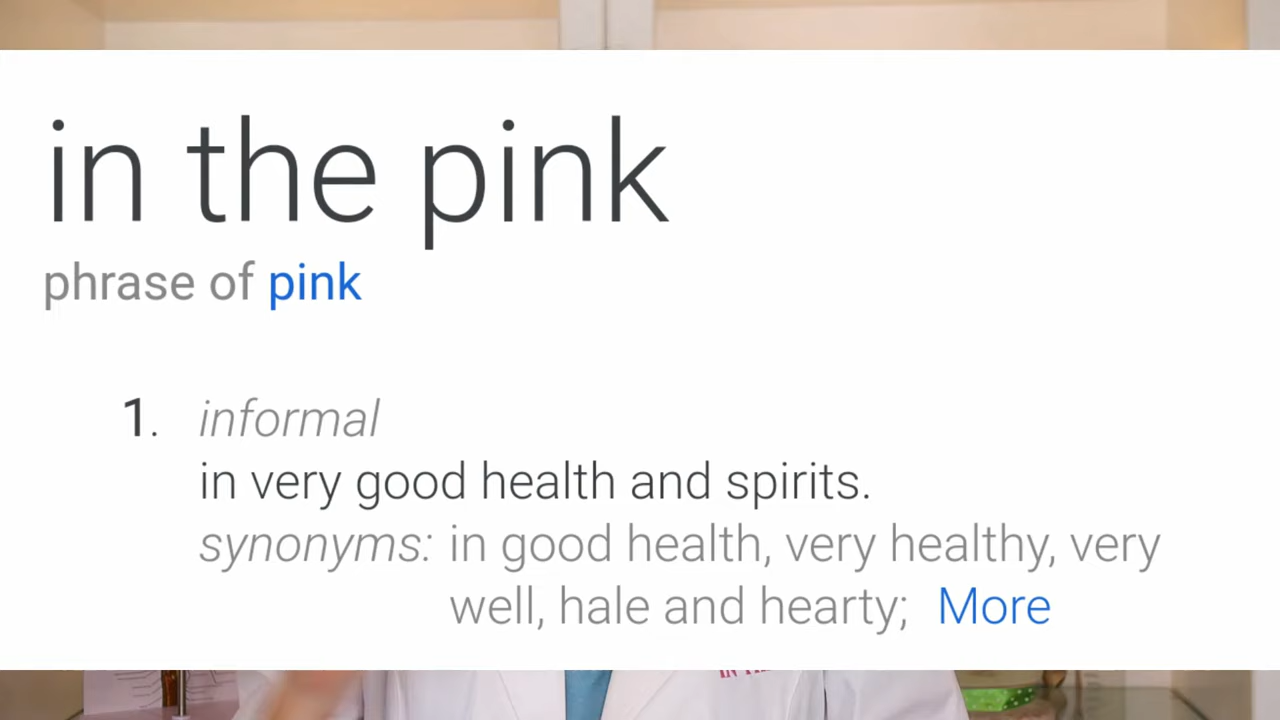 in the pink
phrase of pink
1. informal
in very good health and spirits.
synonyms: in good health, very healthy, very
well, hale and hearty; More